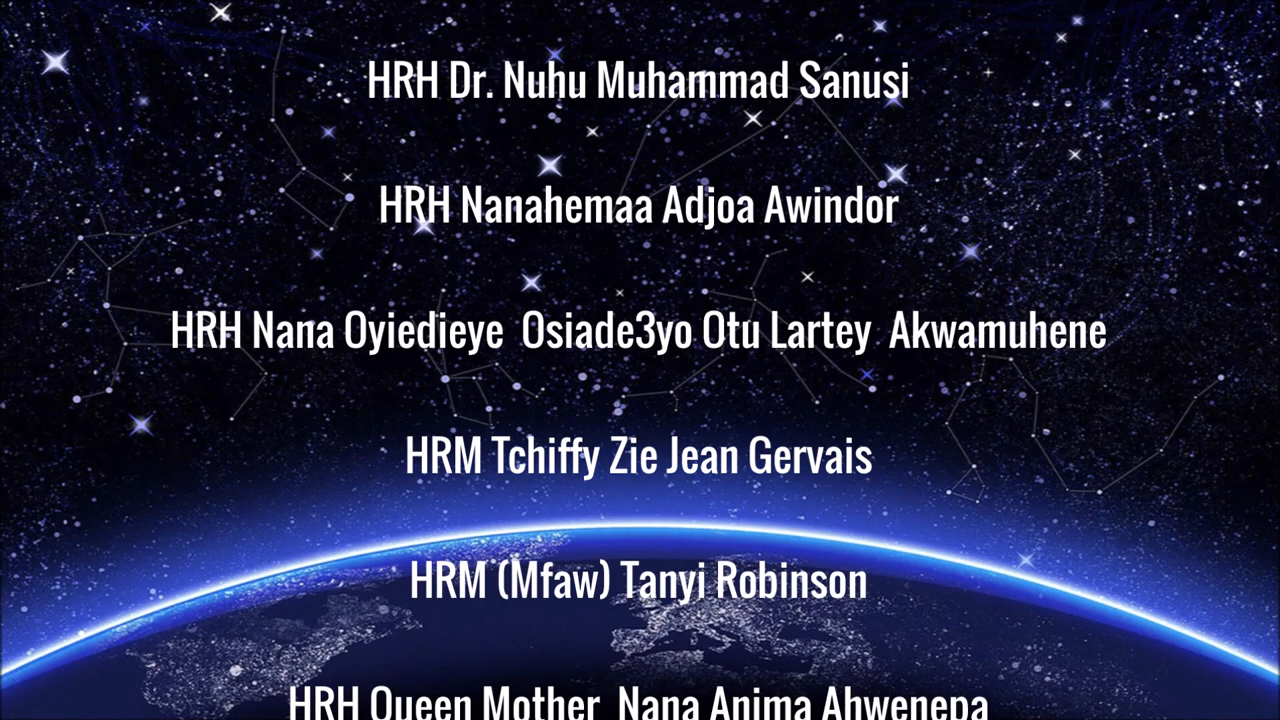 HRH Dr. Nuhu Muhammad Sanusi
HRH Nanahemaa Adjoa Awindor
HRH Nana Oyiedieye Osiade3yo Otu Lartey Akwamuhene
HRM Tchiffy Zie Jean Gervais
HRM (Mfaw) Tanyi Robinson
HRH Queen Mother Nana Anima Ahwenepa